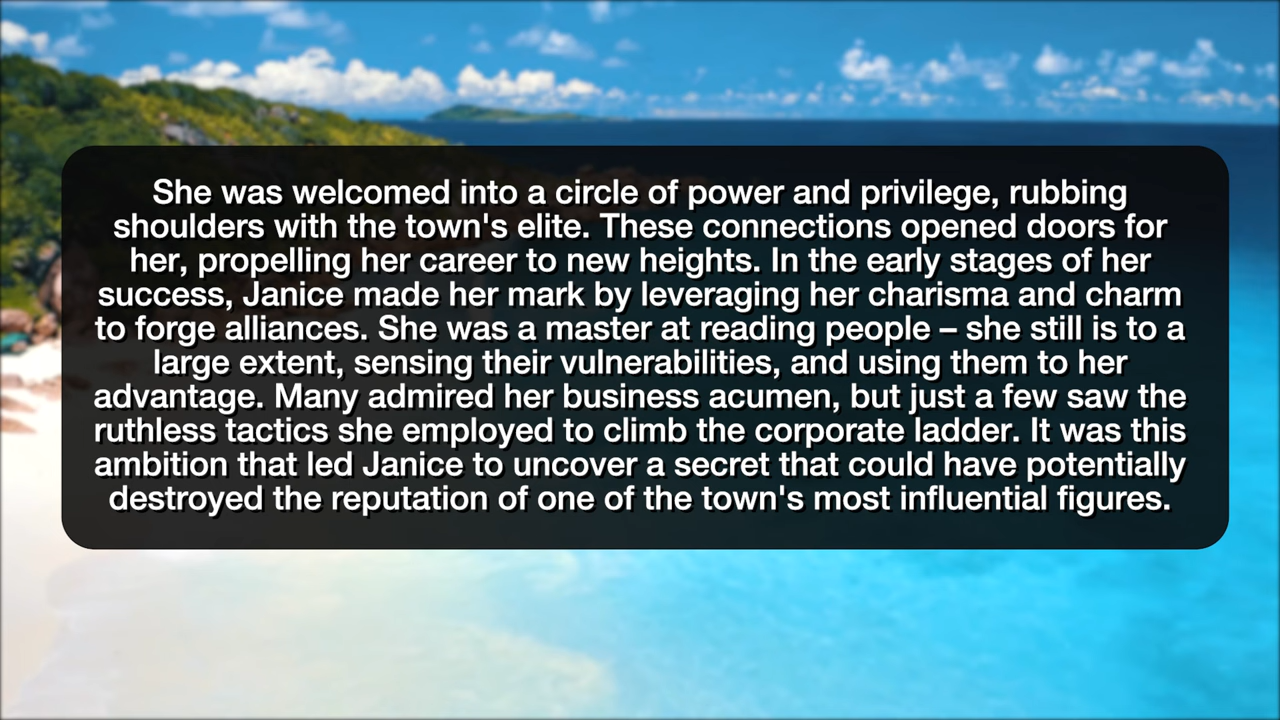 She was welcomed into a circle of power and privilege, rubbing
shoulders with the town's elite. These connections opened doors for
her, propelling her career to new heights. In the early stages of her
success, Janice made her mark by leveraging her charisma and charm
to forge alliances. She was a master at reading people – she still is to a
large extent, sensing their vulnerabilities, and using them to her
advantage. Many admired her business acumen, but just a few saw the
ruthless tactics she employed to climb the corporate ladder. It was this
ambition that led Janice to uncover a secret that could have potentially
destroyed the reputation of one of the town's most influential figures.